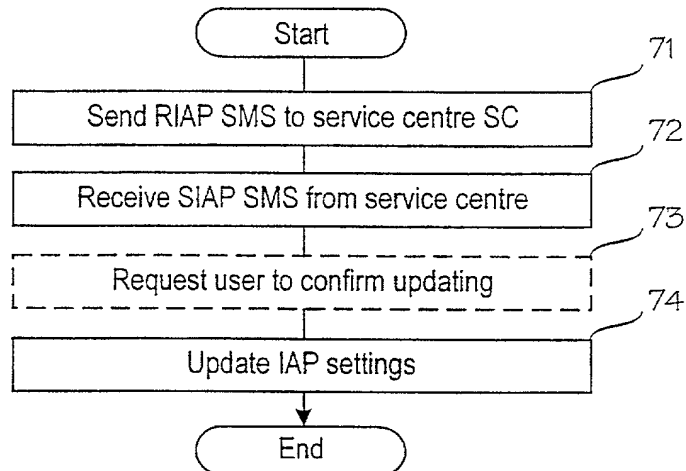 Start
71
Send RIAP SMS to service centre SC
72
Receive SIAP SMS from service centre
73
Request user to confirm updating
74
Update IAP settings
End